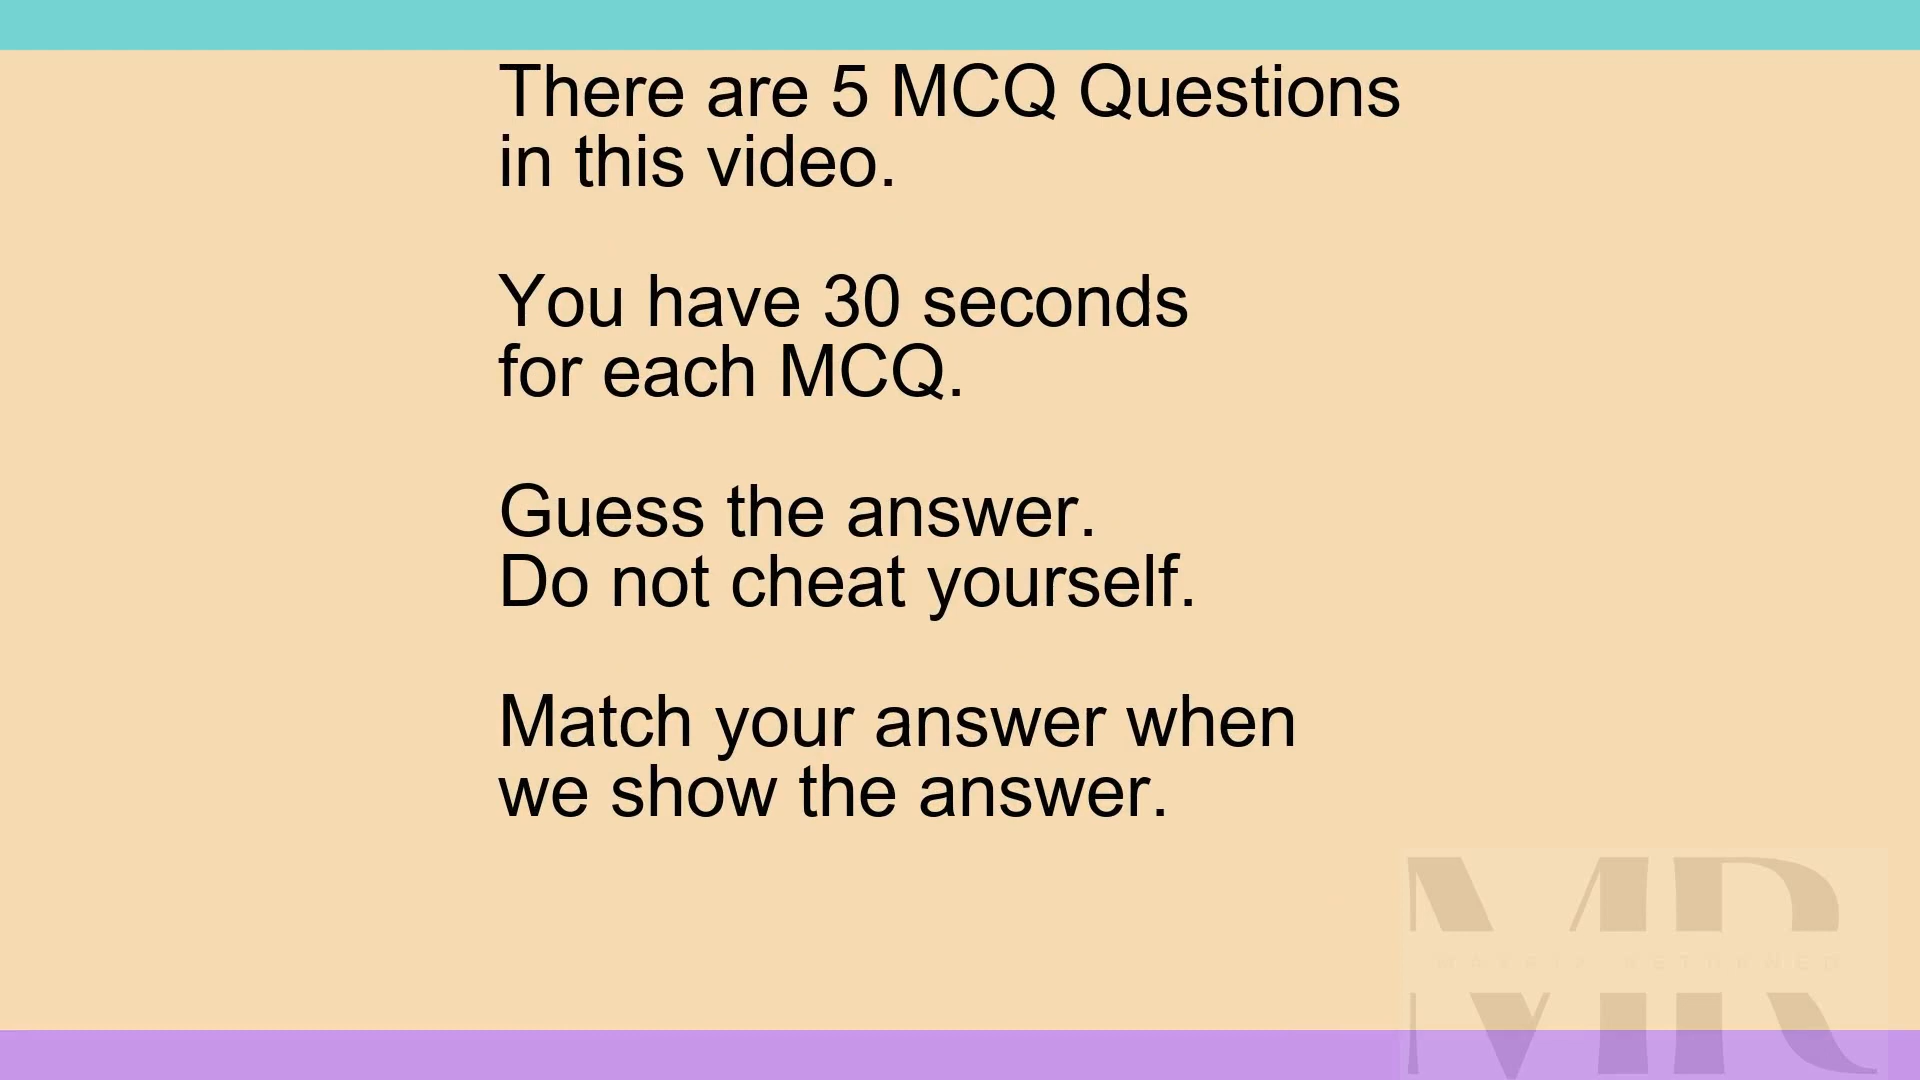 There are 5 MCQ Questions
in this video.
You have 30 seconds
for each MCQ.
Guess the answer.
Do not cheat yourself.
Match your answer when
we show the answer.
MR